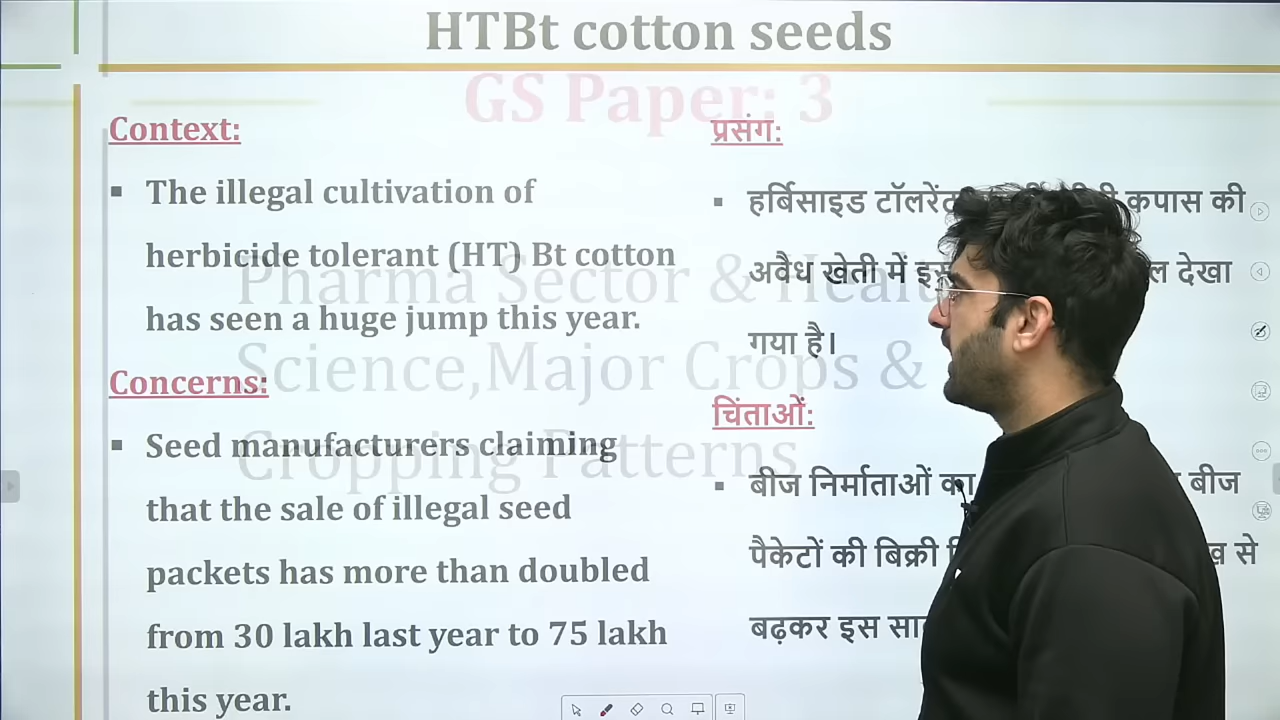 HTBt cotton seeds
GS Paper: 3
Context:
▪ The illegal cultivation of
herbicide tolerant (HT) Bt cotton
has seen a huge jump this year.
Concerns:
▪ Seed manufacturers claiming
that the sale of illegal seed
packets has more than doubled
from 30 lakh last year to 75 lakh
this year.
Pharma Sector &
Science,Major Crops &
Cropping Patterns
प्रसंग:
▪ हर्बिसाइड कपास की
अवैध खेती में देखा
गया है।
चिंताओं:
▪ बीज निर्माताओं बीज
पैकेटों की बिक्री से
बढ़कर इस